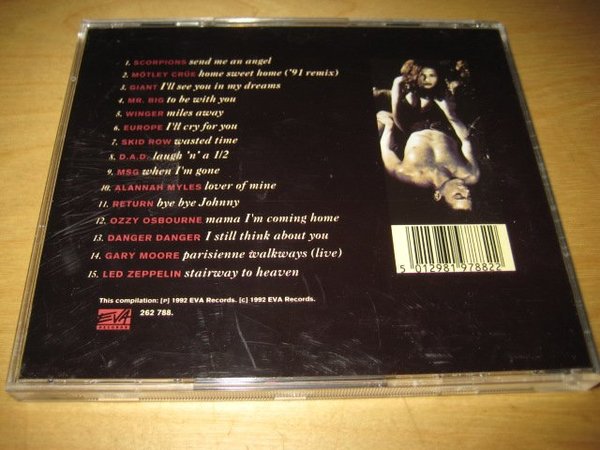 1. SCORPIONS send me an angel
2. MÖTLEY CRÜE home sweet home ('91 remix)
3. GIANT I'll see you in my dreams
4. MR. BIG to be with you
5. WINGER miles away
6. EUROPE I'll cry for you
7. SKID ROW wasted time
8. D.A.D. laugh 'n' a 1/2
9. MSG when I'm gone
10. ALANNAH MYLES lover of mine
11. RETURN bye bye Johnny
12. OZZY OSBOURNE mama I'm coming home
13. DANGER DANGER I still think about you
14. GARY MOORE parisienne walkways (live)
15. LED ZEPPELIN stairway to heaven
5 012981 978822
This compilation: [p] 1992 EVA Records. [c] 1992 EVA Records.
EVA
RECORDS
262 788.